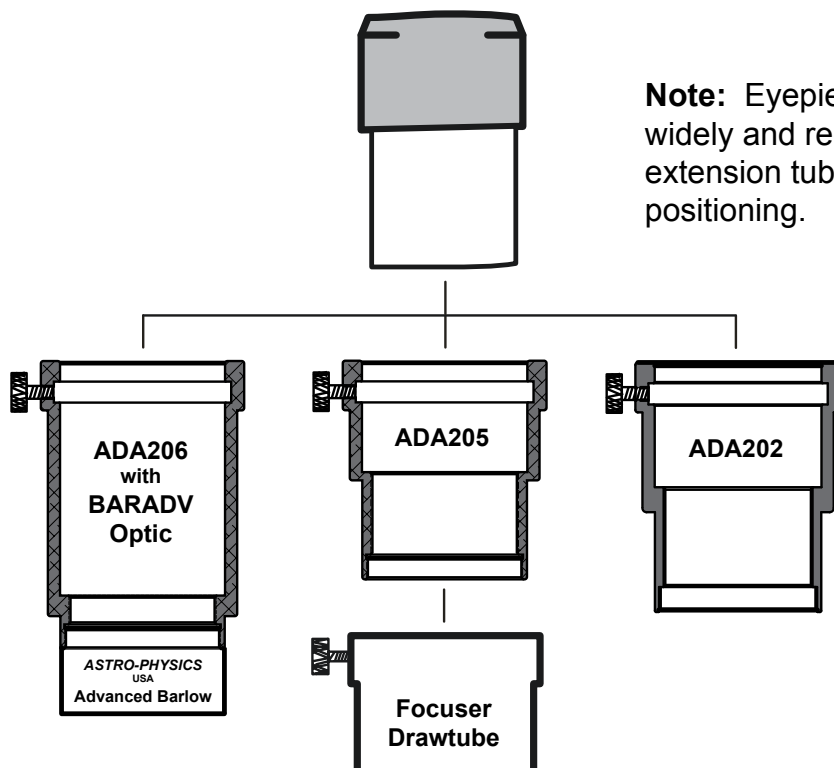 Note: Eyepie
widely and re
extension tub
positioning.
ADA206
with
BARADV
Optic
ADA205
ADA202
ASTRO-PHYSICS
USA
Advanced Barlow
Focuser
Drawtube